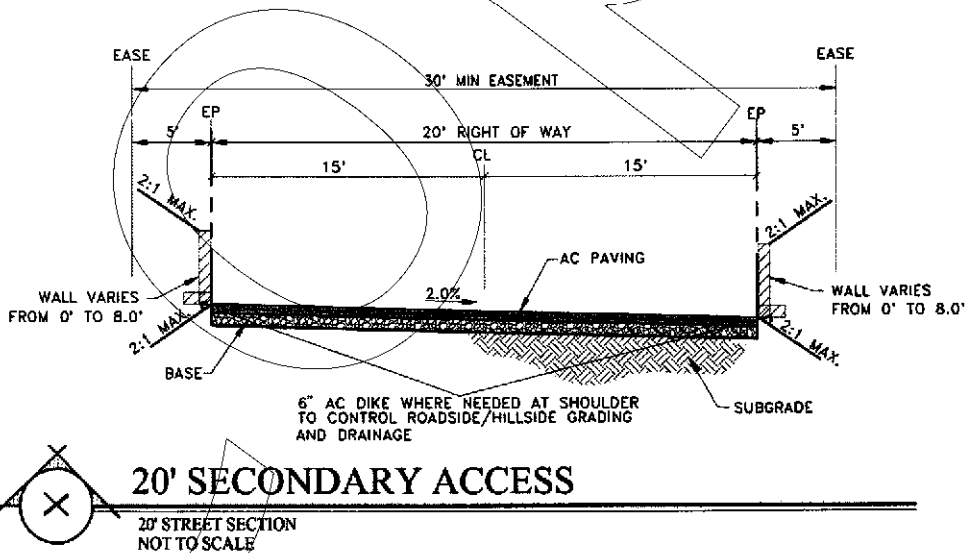 EASE
EASE
30' MIN EASEMENT
EP
EP
5'
20' RIGHT OF WAY
5'
15'
CL
15'
2:1 MAX.
2:1 MAX.
AC PAVING
WALL VARIES
FROM 0' TO 8.0'
2.0%
WALL VARIES
FROM 0' TO 8.0'
2:1 MAX.
2:1 MAX.
BASE
6" AC DIKE WHERE NEEDED AT SHOULDER
TO CONTROL ROADSIDE/HILLSIDE GRADING
AND DRAINAGE
SUBGRADE
X
20' SECONDARY ACCESS
20' STREET SECTION
NOT TO SCALE